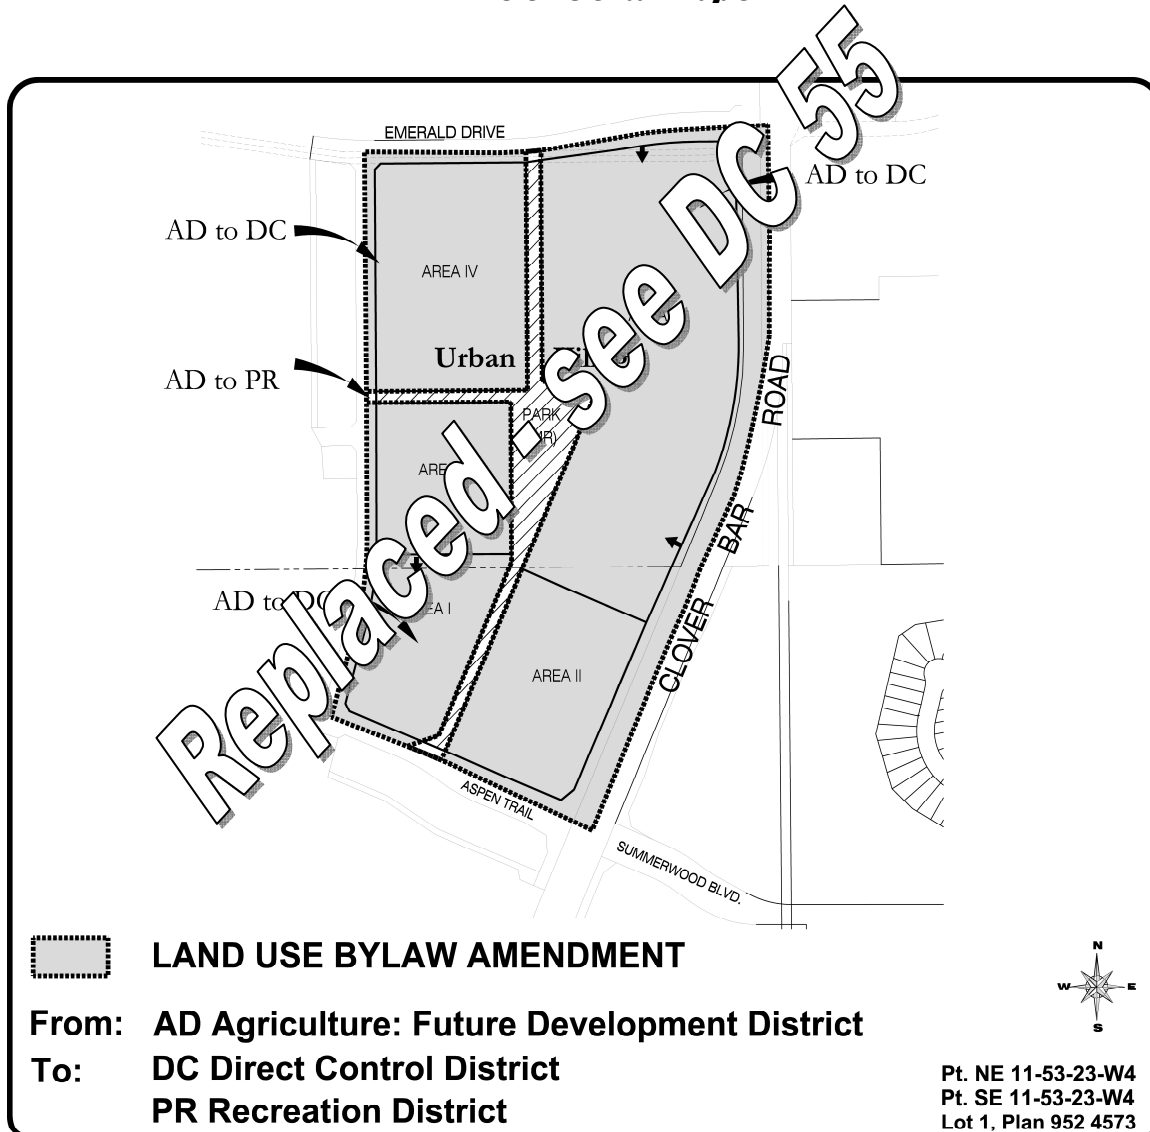 EMERALD DRIVE
AD to DC
AD to DC
AREA IV
Urban
AD to PR
PARK
ROAD
BAR
CLOVER
AD to DC
AREA II
ASPEN TRAIL
SUMMERWOOD BLVD.
Replaced - see DC 55
LAND USE BYLAW AMENDMENT
N
W E
S
From: AD Agriculture: Future Development District
To: DC Direct Control District
PR Recreation District
Pt. NE 11-53-23-W4
Pt. SE 11-53-23-W4
Lot 1, Plan 952 4573